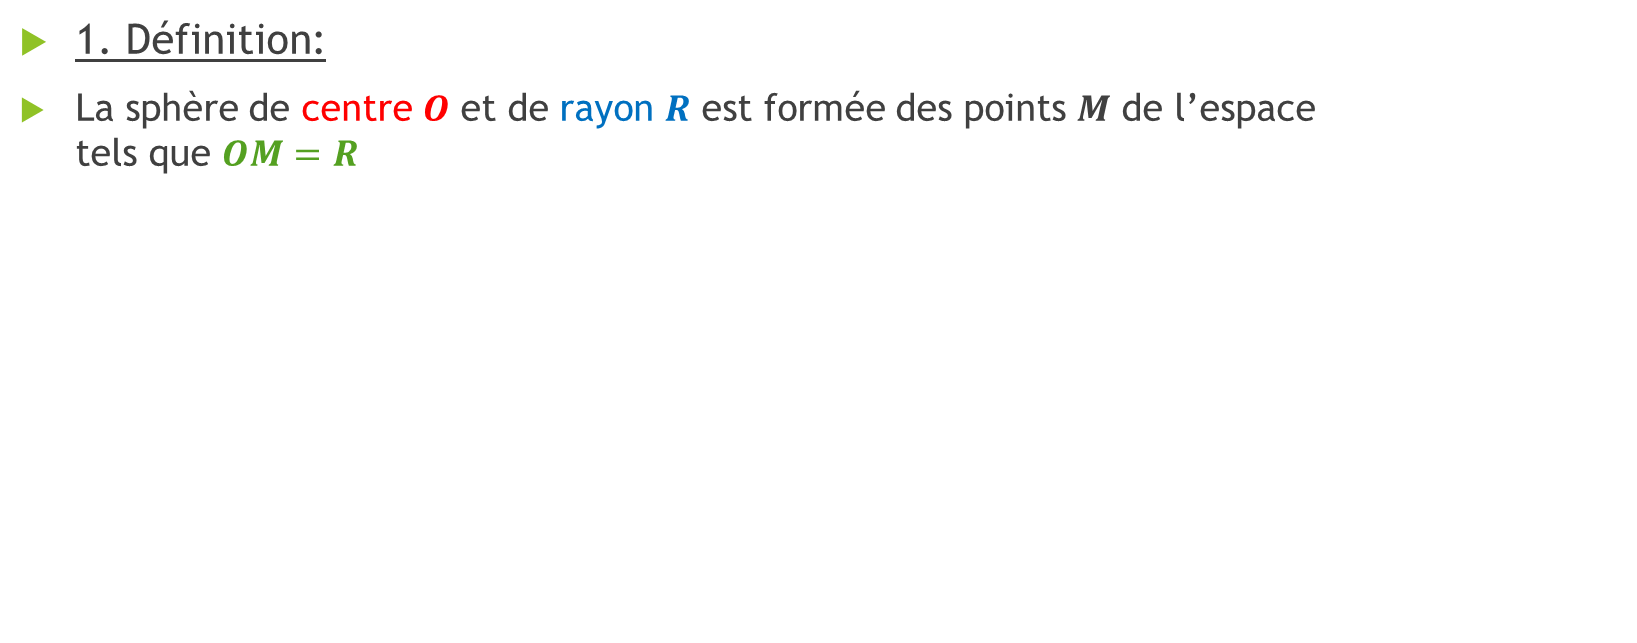 1. Définition:
La sphère de centre O et de rayon R est formée des points M de l’espace
tels que OM = R